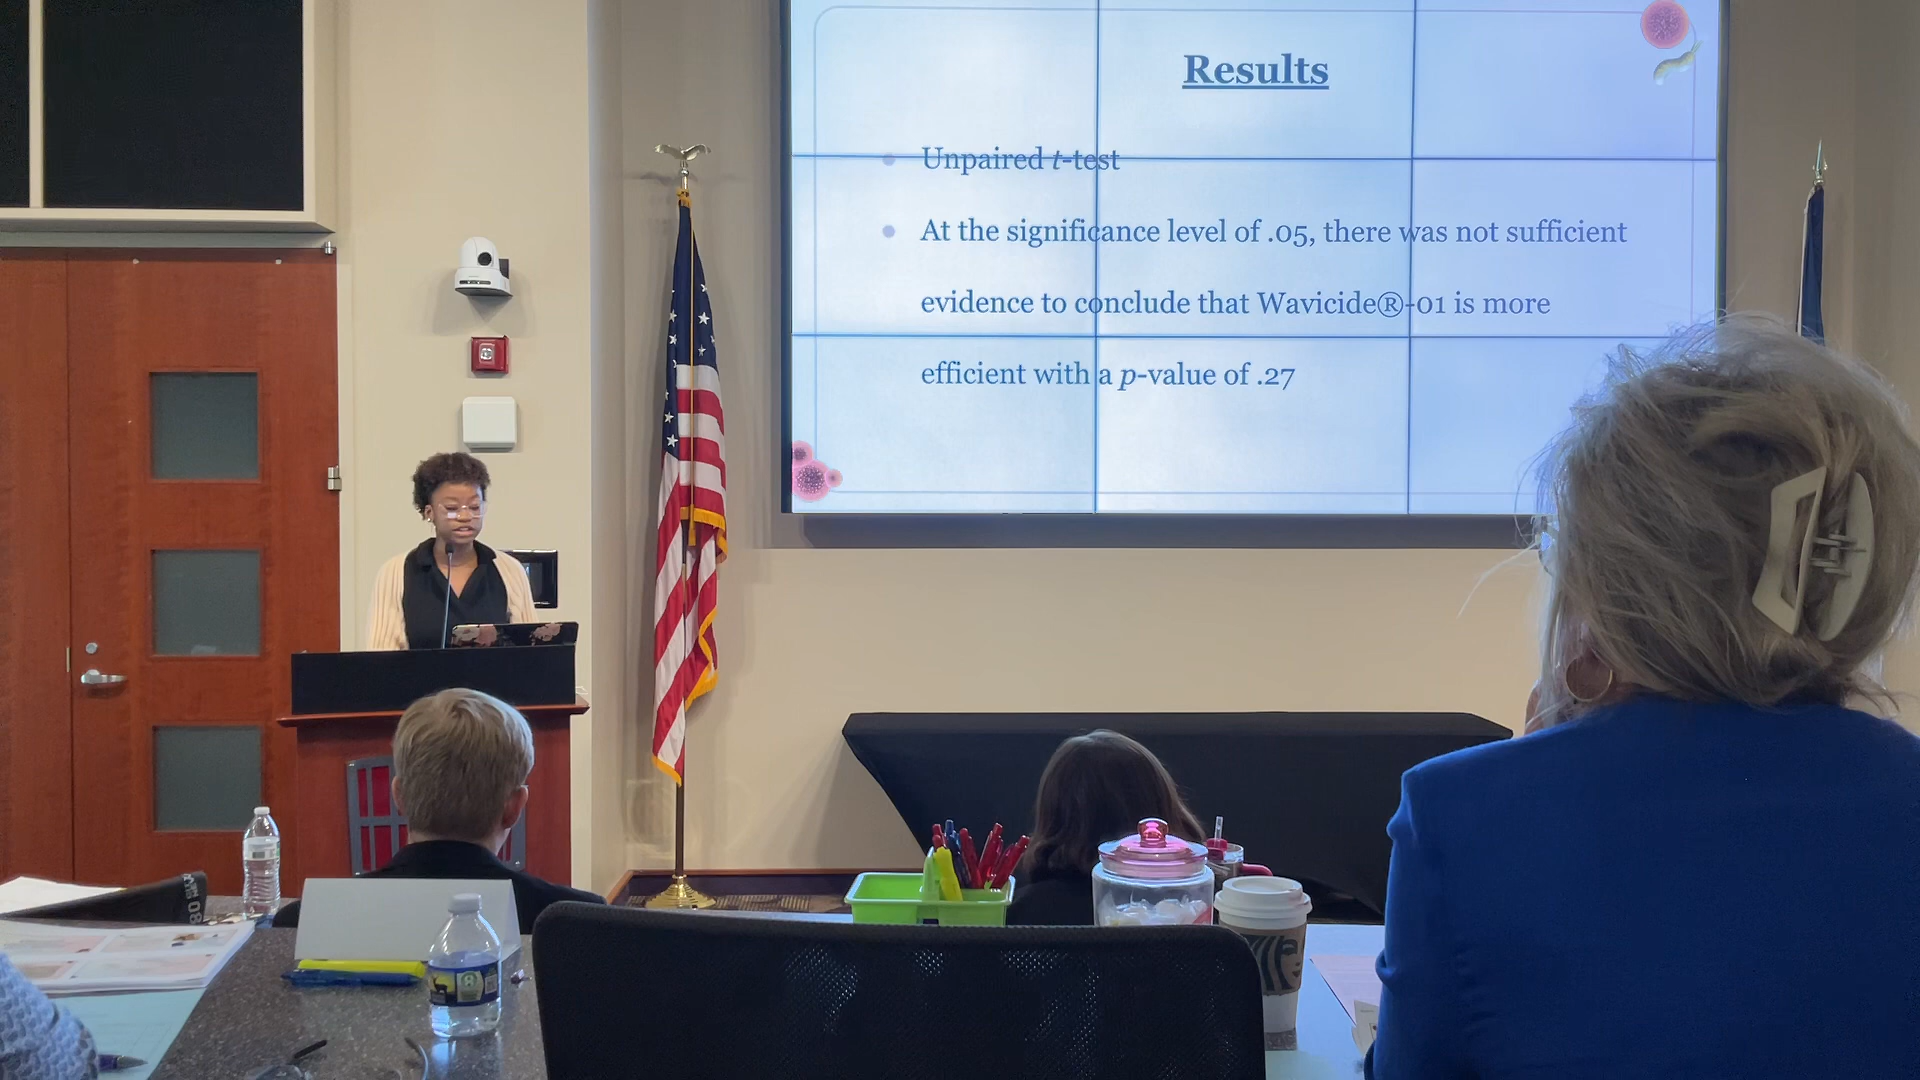 Results
Unpaired t-test
At the significance level of .05, there was not sufficient
evidence to conclude that Wavicide®-01 is more
efficient with a p-value of .27